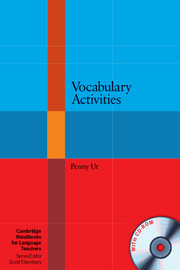 Vocabulary
Activities
Penny Ur
Cambridge
Handbooks
for Language
Teachers
Series Editor
Scott Thornbury
WITH CD-ROM